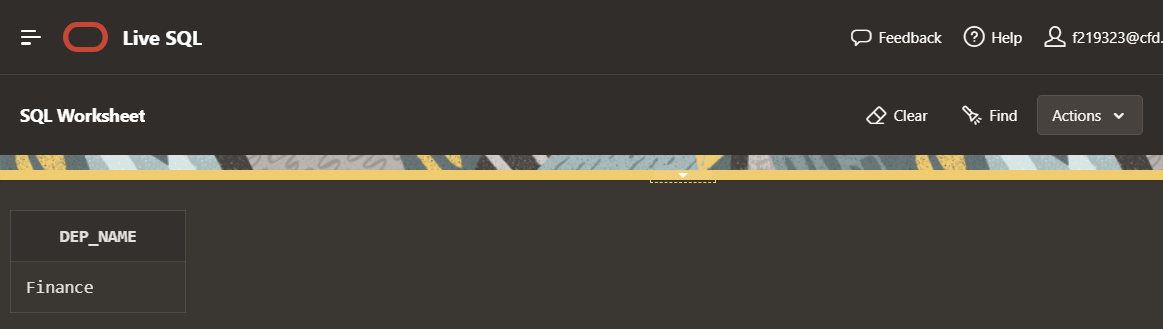 Live SQL Feedback Help f219323@cfd.
SQL Worksheet Clear Find Actions
DEP_NAME
Finance